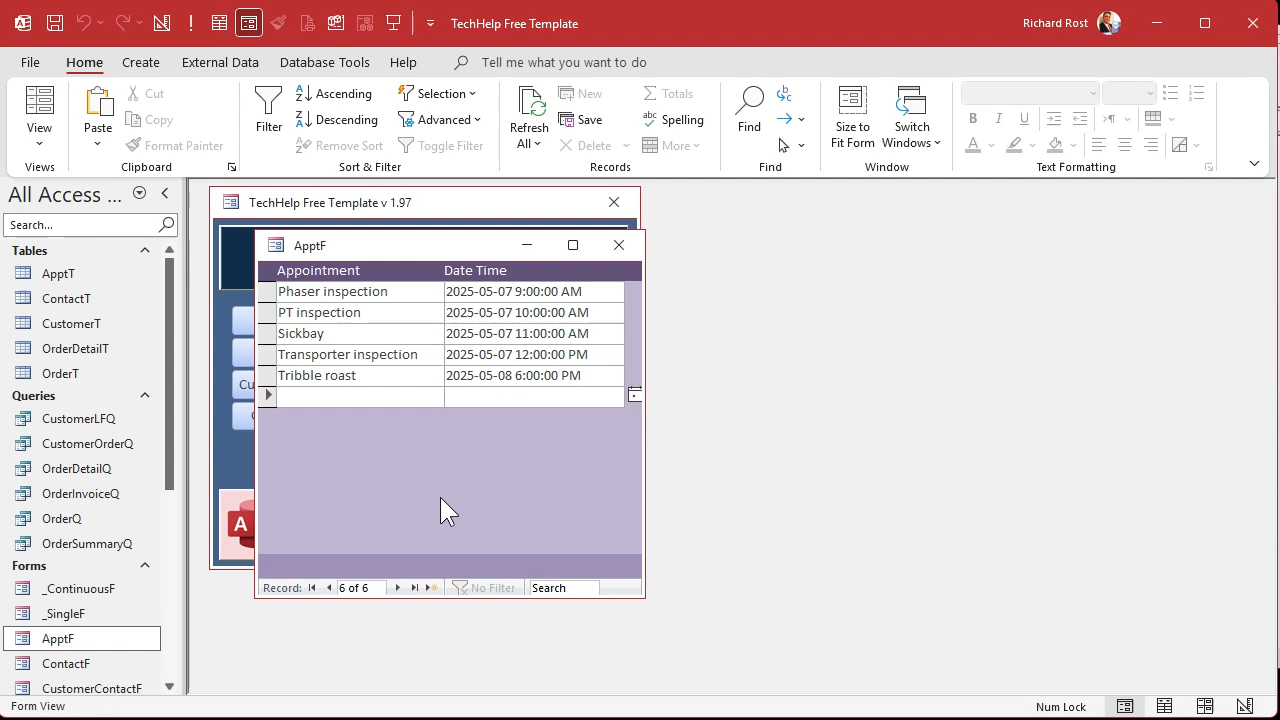 TechHelp Free Template
Richard Rost
File Home Create External Data Database Tools Help Tell me what you want to do
View
Views
Paste
Cut
Copy
Format Painter
Clipboard
Filter
Ascending
Descending
Remove Sort
Selection
Advanced
Toggle Filter
Sort & Filter
Refresh
All
New
Save
Delete
Totals
Spelling
More
Records
Find
Find
Size to
Fit Form
Switch
Windows
Window
B I U
A
Text Formatting
All Access ...
Search...
Tables
ApptT
ContactT
CustomerT
OrderDetailT
OrderT
Queries
CustomerLFQ
CustomerOrderQ
OrderDetailQ
OrderInvoiceQ
OrderQ
OrderSummaryQ
Forms
_ContinuousF
_SingleF
ApptF
ContactF
CustomerContactF
TechHelp Free Template v 1.97
Cu
A
ApptF
Appointment Date Time
Phaser inspection 2025-05-07 9:00:00 AM
PT inspection 2025-05-07 10:00:00 AM
Sickbay 2025-05-07 11:00:00 AM
Transporter inspection 2025-05-07 12:00:00 PM
Tribble roast 2025-05-08 6:00:00 PM
Record: 6 of 6 No Filter Search
Form View
Num Lock